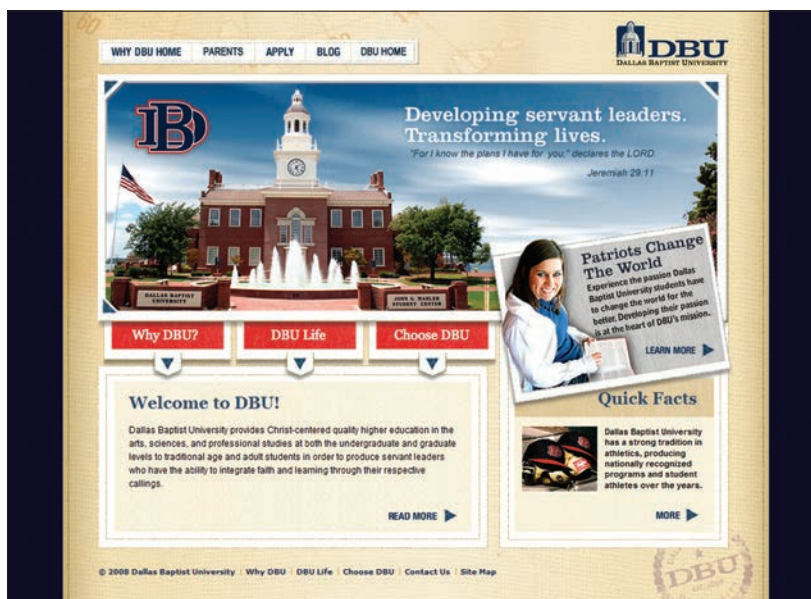 60
WHY DBU HOME
PARENTS
APPLY
BLOG
DBU HOME
DBU
DALLAS BAPTIST UNIVERSITY
DB
Developing servant leaders.
Transforming lives.
"For I know the plans I have for you," declares the LORD.
Jeremiah 29:11
DALLAS BAPTIST
UNIVERSITY
JOHN G. MAHLER
STUDENT CENTER
Patriots Change
The World
Experience the passion Dallas
Baptist University students have
to change the world for the
better. Developing their passion
is at the heart of DBU's mission.
LEARN MORE
Why DBU?
DBU Life
Choose DBU
Welcome to DBU!
Dallas Baptist University provides Christ-centered quality higher education in the
arts, sciences, and professional studies at both the undergraduate and graduate
levels to traditional age and adult students in order to produce servant leaders
who have the ability to integrate faith and learning through their respective
callings.
READ MORE
Quick Facts
Dallas Baptist University
has a strong tradition in
athletics, producing
nationally recognized
programs and student
athletes over the years.
MORE
© 2008 Dallas Baptist University | Why DBU | DBU Life | Choose DBU | Contact Us | Site Map
DBU